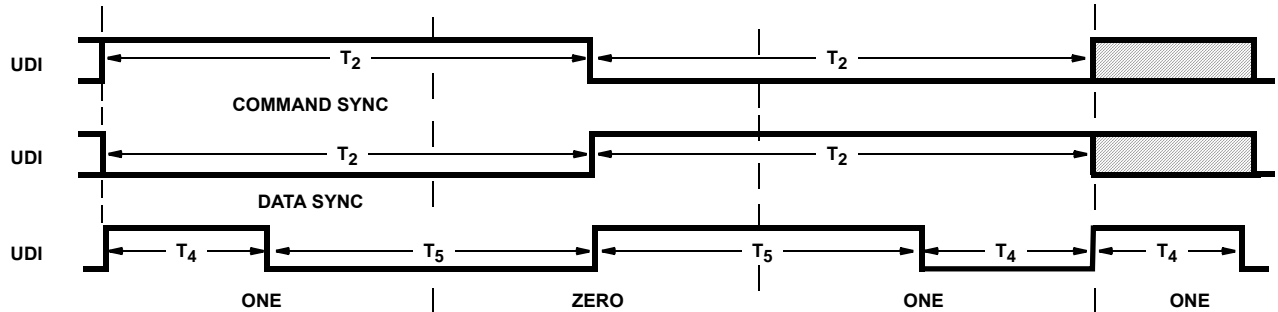 UDI
T2
T2
COMMAND SYNC
UDI
T2
T2
DATA SYNC
UDI
T4
T5
T5
T4
T4
ONE
ZERO
ONE
ONE